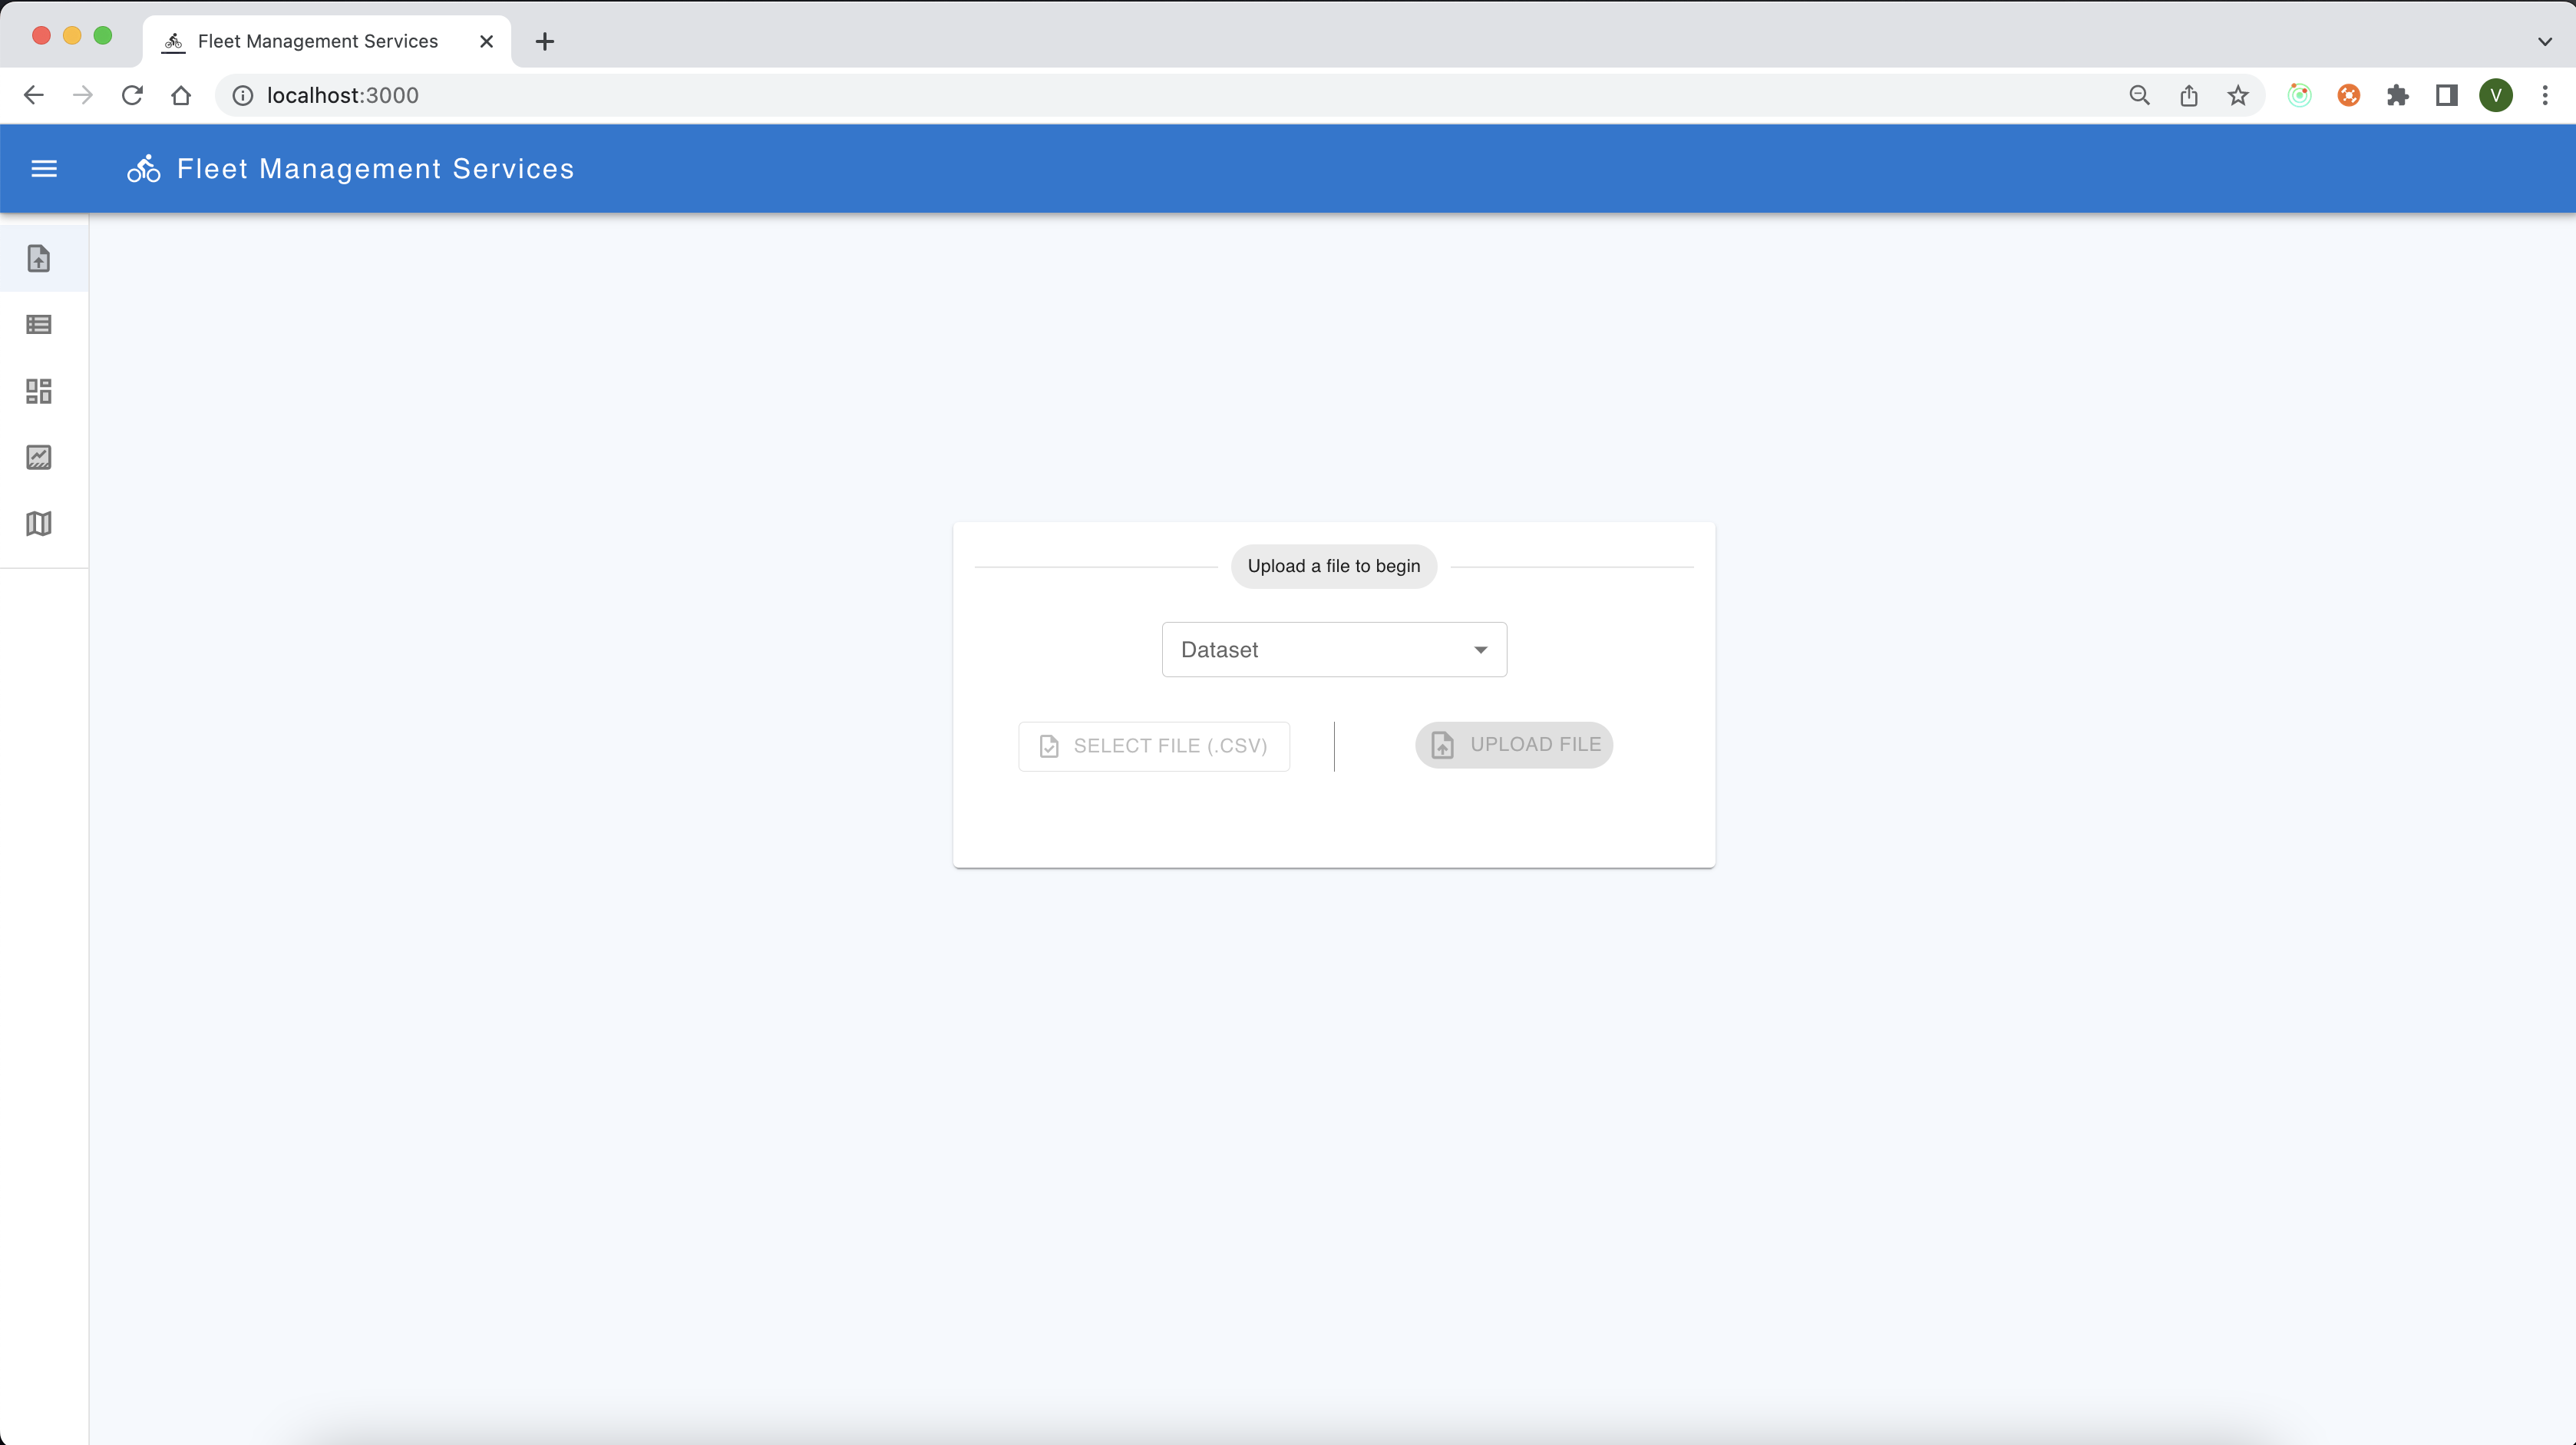 Fleet Management Services
localhost:3000
V
Fleet Management Services
Upload a file to begin
Dataset
SELECT FILE (.CSV)
UPLOAD FILE